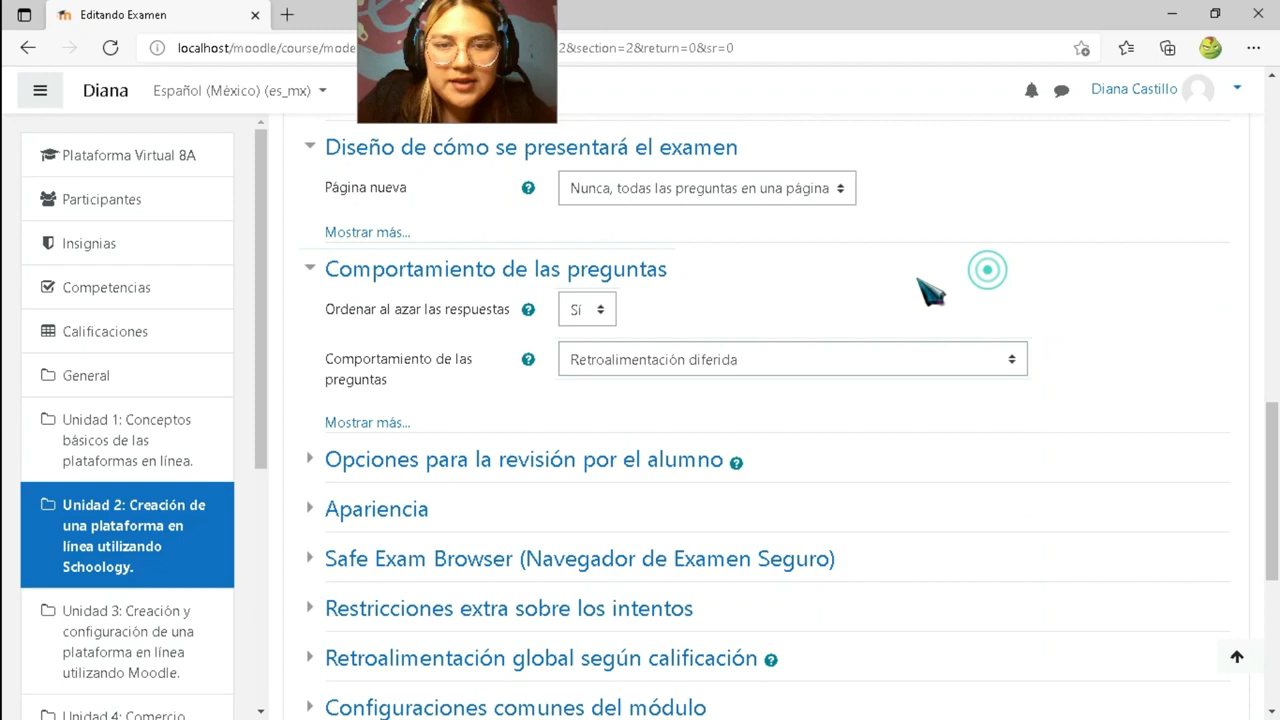 Editando Examen
localhost/moodle/course/mode
2&section=2&return=0&sr=0
Diana
Español (México) (es_mx)
Diana Castillo
Plataforma Virtual 8A
Participantes
Insignias
Competencias
Calificaciones
General
Unidad 1: Conceptos
básicos de las
plataformas en línea.
Unidad 2: Creación de
una plataforma en
línea utilizando
Schoology.
Unidad 3: Creación y
configuración de una
plataforma en línea
utilizando Moodle.
Unidad 4: Comercio
Diseño de cómo se presentará el examen
Página nueva
Nunca, todas las preguntas en una página
Mostrar más...
Comportamiento de las preguntas
Ordenar al azar las respuestas
Sí
Comportamiento de las
preguntas
Retroalimentación diferida
Mostrar más...
Opciones para la revisión por el alumno
Apariencia
Safe Exam Browser (Navegador de Examen Seguro)
Restricciones extra sobre los intentos
Retroalimentación global según calificación
Configuraciones comunes del módulo